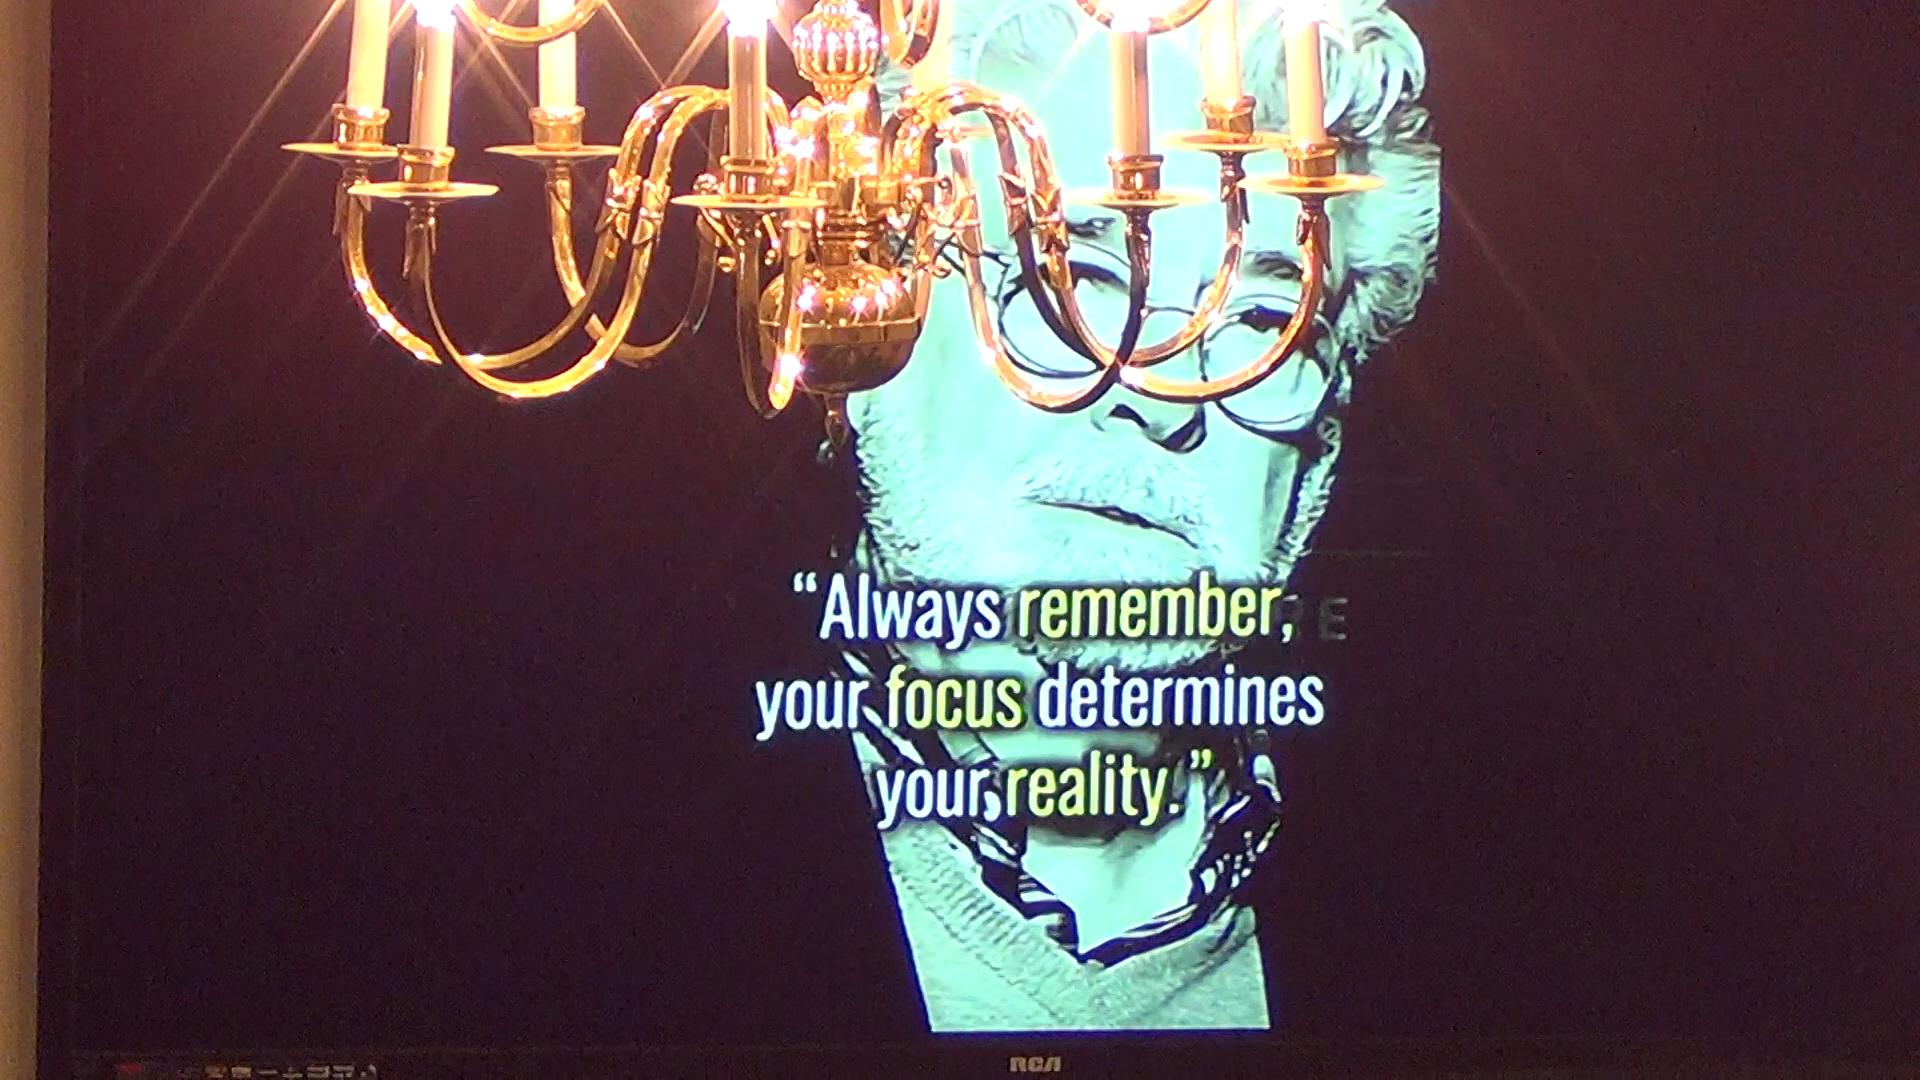 “Always remember,
your focus determines
your reality.”
RCA